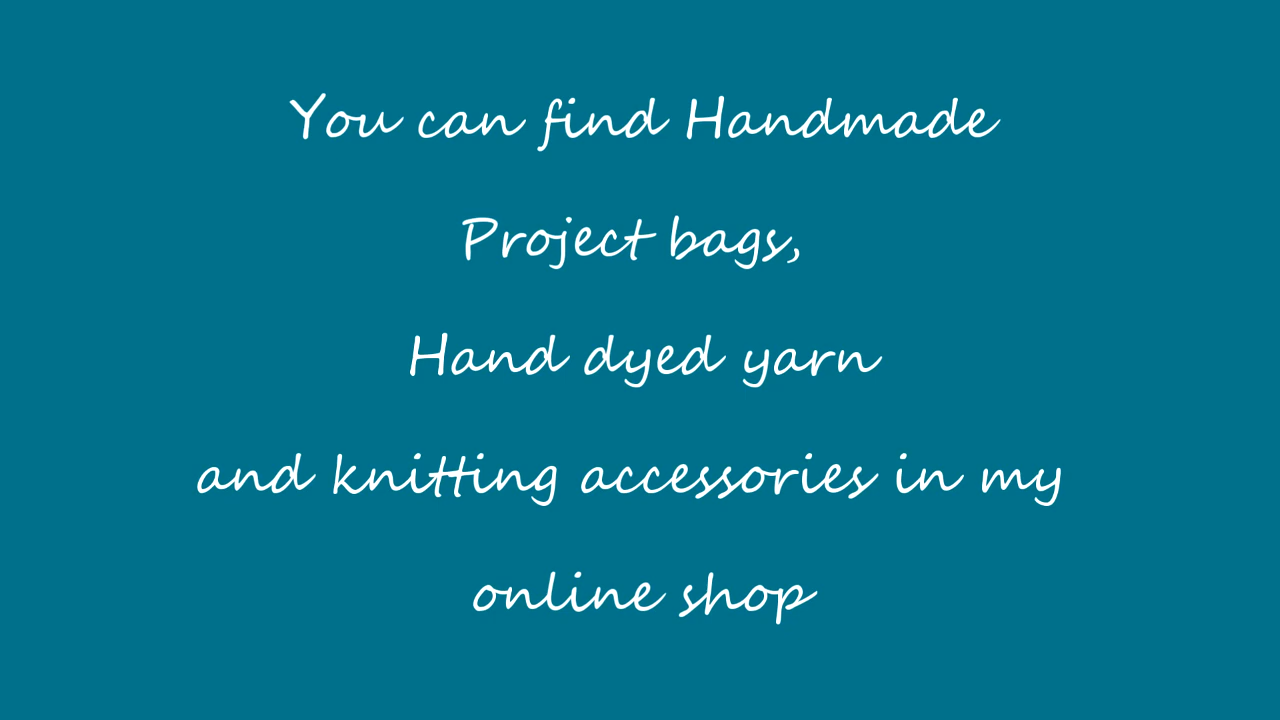 You can find Handmade
Project bags,
Hand dyed yarn
and knitting accessories in my
online shop